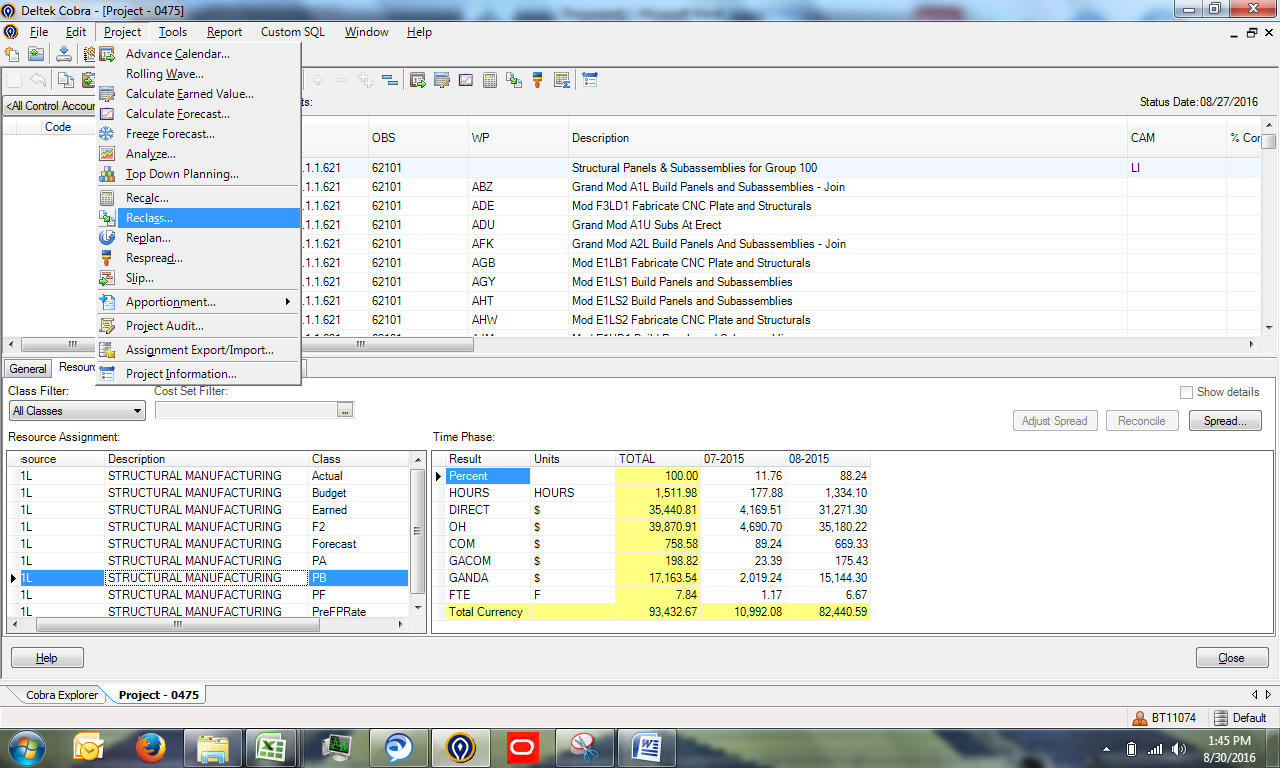 Deltek Cobra - [Project - 0475]
File Edit Project Tools Report Custom SQL Window Help
Advance Calendar...
Rolling Wave...
Calculate Earned Value...
Calculate Forecast...
Freeze Forecast...
Analyze...
Top Down Planning...
Recalc...
Reclass...
Replan...
Respread...
Slip...
Apportionment...
Project Audit...
Assignment Export/Import...
Project Information...
<All Control Accour ts: Status Date: 08/27/2016
Code OBS WP Description CAM % Cor
.1.1.621 62101 Structural Panels & Subassemblies for Group 100 LI
.1.1.621 62101 ABZ Grand Mod A1L Build Panels and Subassemblies - Join
.1.1.621 62101 ADE Mod F3LD1 Fabricate CNC Plate and Structurals
.1.1.621 62101 ADU Grand Mod A1U Subs At Erect
.1.1.621 62101 AFK Grand Mod A2L Build Panels And Subassemblies - Join
.1.1.621 62101 AGB Mod E1LB1 Fabricate CNC Plate and Structurals
.1.1.621 62101 AGY Mod E1LS1 Build Panels and Subassemblies
.1.1.621 62101 AHT Mod E1LS2 Build Panels and Subassemblies
.1.1.621 62101 AHW Mod E1LS2 Fabricate CNC Plate and Structurals
General Resour
Class Filter: Cost Set Filter: Show details
All Classes ... Adjust Spread Reconcile Spread...
Resource Assignment: Time Phase:
source Description Class
1L STRUCTURAL MANUFACTURING Actual
1L STRUCTURAL MANUFACTURING Budget
1L STRUCTURAL MANUFACTURING Earned
1L STRUCTURAL MANUFACTURING F2
1L STRUCTURAL MANUFACTURING Forecast
1L STRUCTURAL MANUFACTURING PA
1L STRUCTURAL MANUFACTURING PB
1L STRUCTURAL MANUFACTURING PF
1L STRUCTURAL MANUFACTURING PreFPRate
Result Units TOTAL 07-2015 08-2015
Percent 100.00 11.76 88.24
HOURS HOURS 1,511.98 177.88 1,334.10
DIRECT $ 35,440.81 4,169.51 31,271.30
OH $ 39,870.91 4,690.70 35,180.22
COM $ 758.58 89.24 669.33
GACOM $ 198.82 23.39 175.43
GANDA $ 17,163.54 2,019.24 15,144.30
FTE F 7.84 1.17 6.67
Total Currency 93,432.67 10,992.08 82,440.59
Help Close
Cobra Explorer Project - 0475
BT11074 Default
1:45 PM
8/30/2016